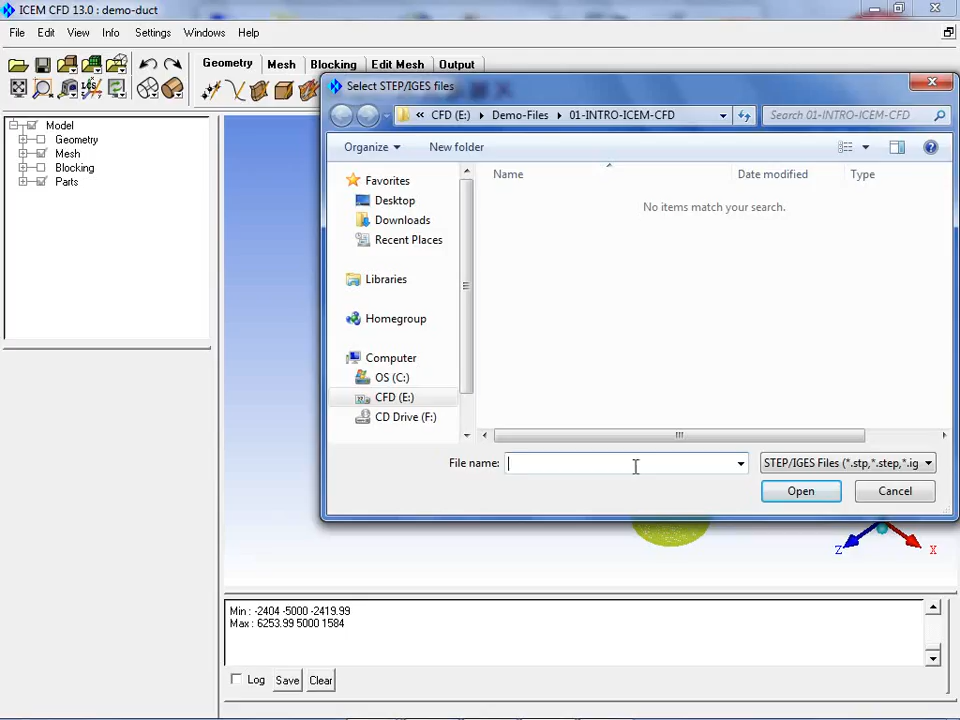 ICEM CFD 13.0 : demo-duct
File Edit View Info Settings Windows Help
Geometry Mesh Blocking Edit Mesh Output
Model
Geometry
Mesh
Blocking
Parts
Select STEP/IGES files
« CFD (E:) Demo-Files 01-INTRO-ICEM-CFD
Search 01-INTRO-ICEM-CFD
Organize New folder
Name Date modified Type
No items match your search.
Favorites
Desktop
Downloads
Recent Places
Libraries
Homegroup
Computer
OS (C:)
CFD (E:)
CD Drive (F:)
File name:
STEP/IGES Files (*.stp,*.step,*.ig
Open Cancel
Z X
Min : -2404 -5000 -2419.99
Max : 6253.99 5000 1584
Log Save Clear